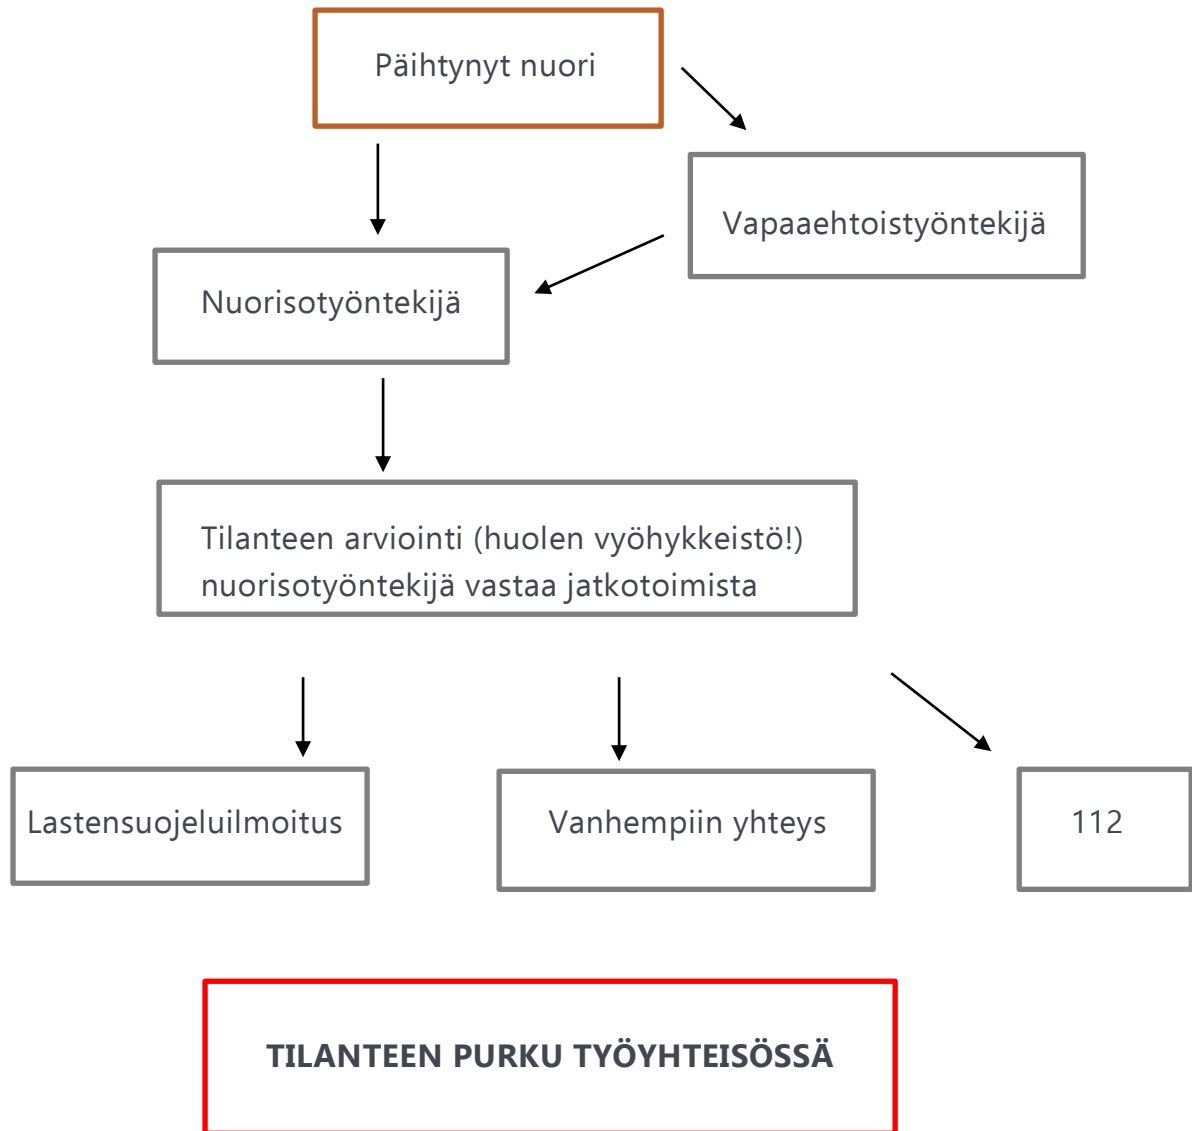 Päihtynyt nuori
Vapaaehtoistyöntekijä
Nuorisotyöntekijä
Tilanteen arviointi (huolen vyöhykkeistö!)
nuorisotyöntekijä vastaa jatkotoimista
Lastensuojeluilmoitus
Vanhempiin yhteys
112
TILANTEEN PURKU TYÖYHTEISÖSSÄ